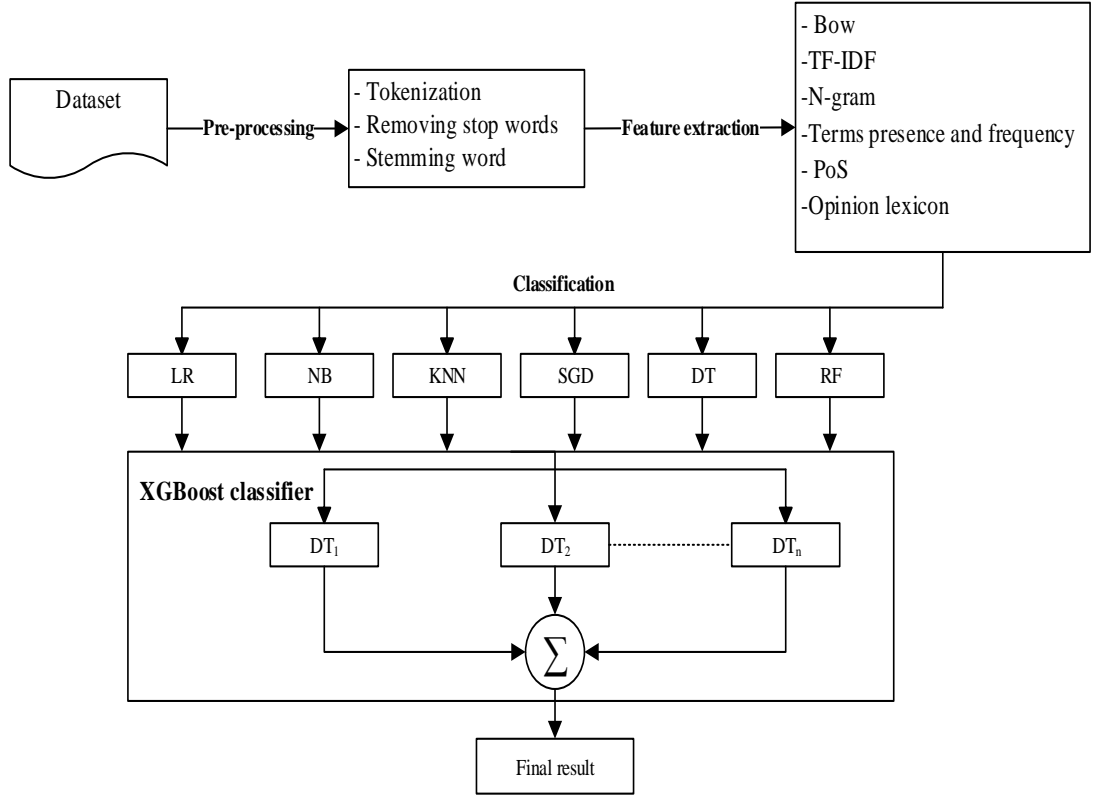 Dataset
Pre-processing
- Tokenization
- Removing stop words
- Stemming word
Feature extraction
- Bow
-TF-IDF
-N-gram
-Terms presence and frequency
- PoS
-Opinion lexicon
Classification
LR
NB
KNN
SGD
DT
RF
XGBoost classifier
DT₁
DT₂
DTₙ
∑
Final result